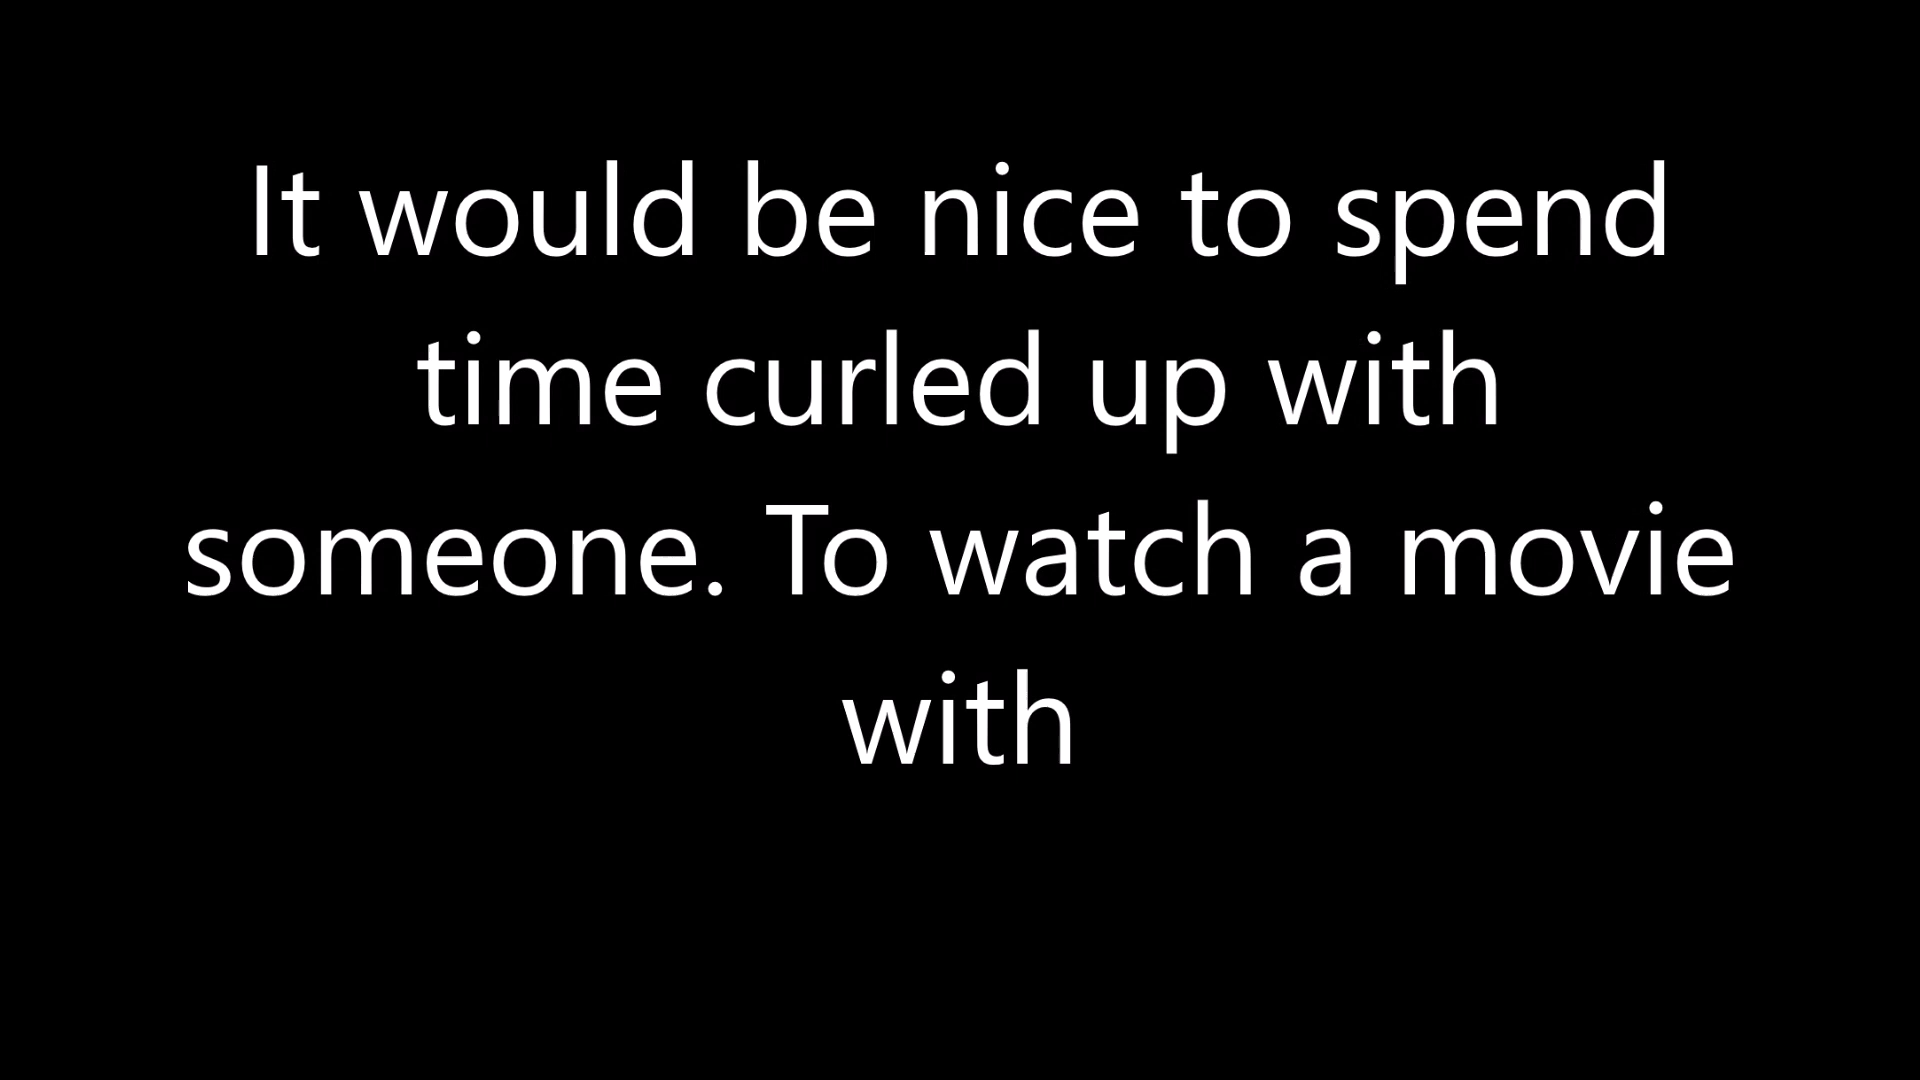 It would be nice to spend
time curled up with
someone. To watch a movie
with